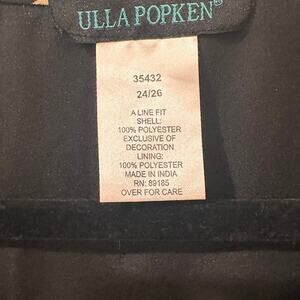 ULLA POPKEN®
35432
24/26
A LINE FIT
SHELL:
100% POLYESTER
EXCLUSIVE OF
DECORATION
LINING:
100% POLYESTER
MADE IN INDIA
RN: 89185
OVER FOR CARE